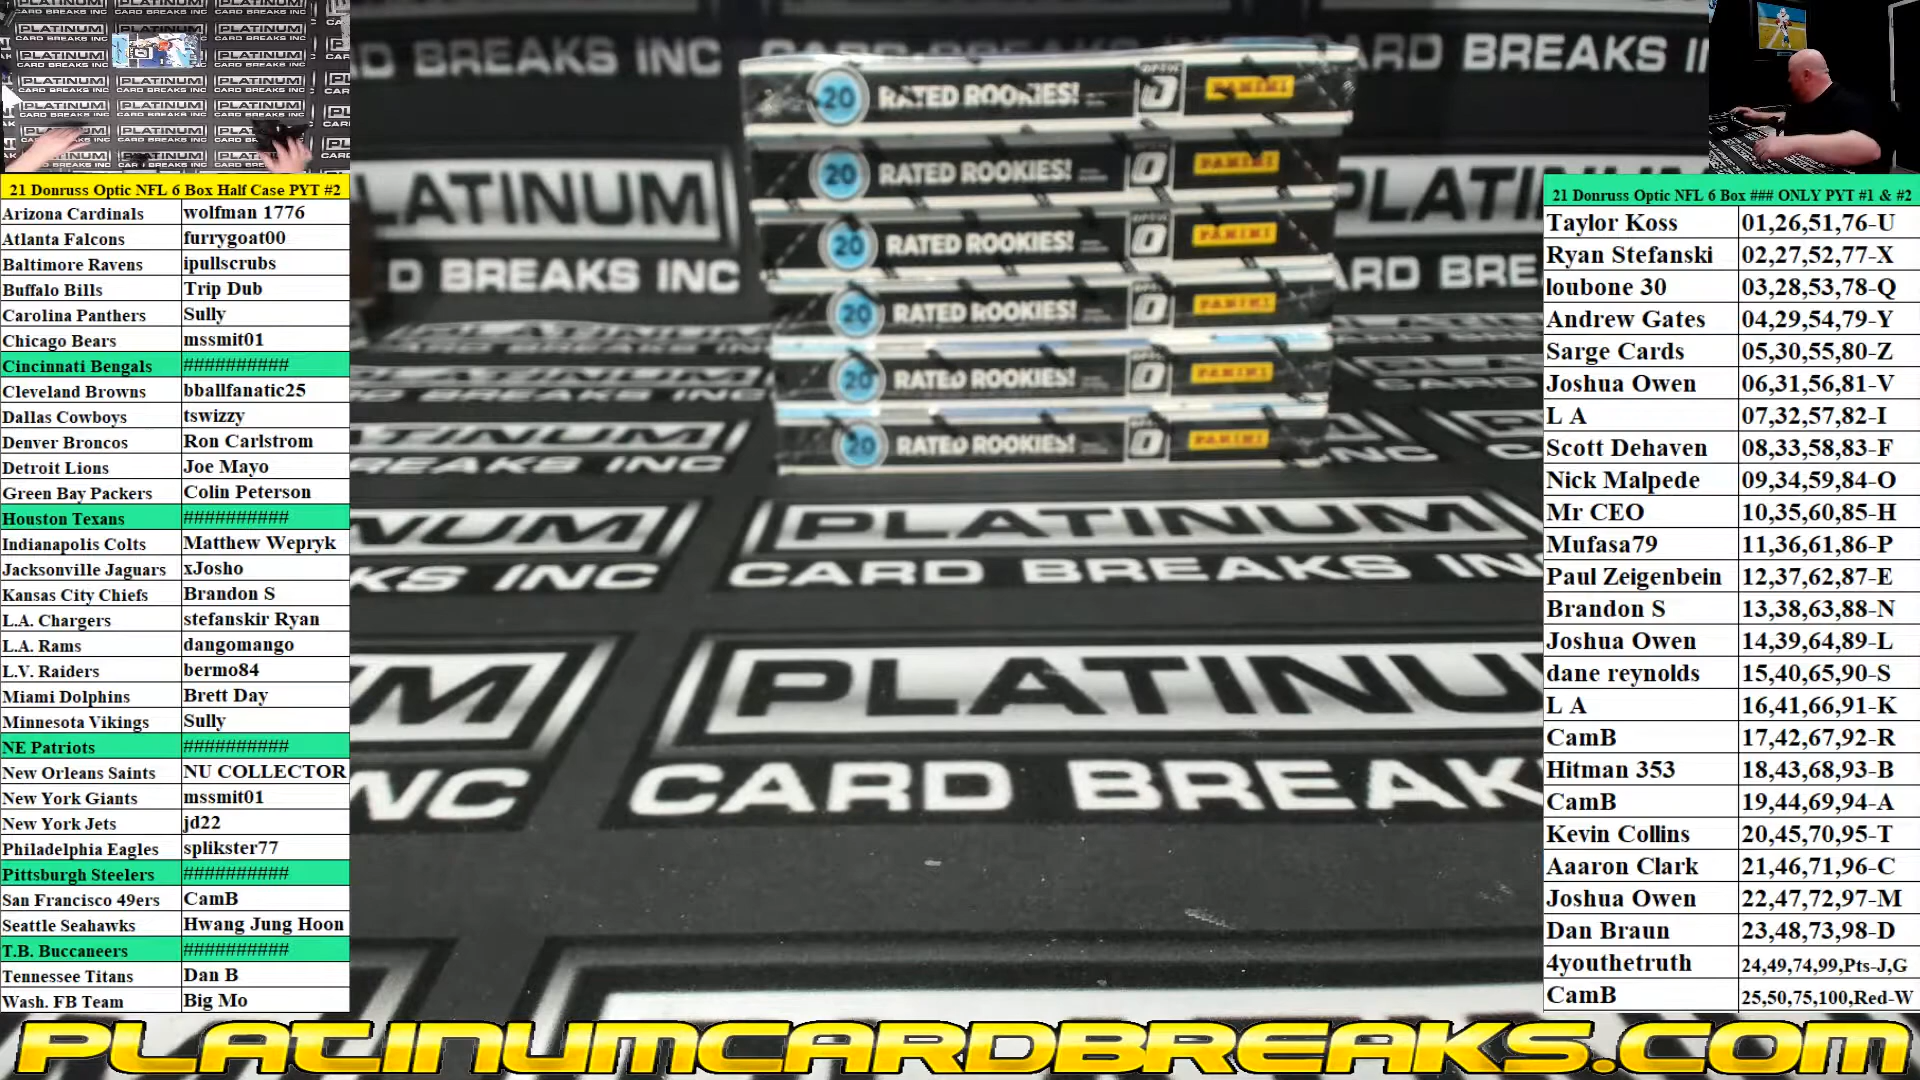 21 Donruss Optic NFL 6 Box Half Case PYT #2
Arizona Cardinals wolfman 1776
Atlanta Falcons furrygoat00
Baltimore Ravens ipullscrubs
Buffalo Bills Trip Dub
Carolina Panthers Sully
Chicago Bears mssmit01
Cincinnati Bengals ##########
Cleveland Browns bballfanatic25
Dallas Cowboys tswizzy
Denver Broncos Ron Carlstrom
Detroit Lions Joe Mayo
Green Bay Packers Colin Peterson
Houston Texans ##########
Indianapolis Colts Matthew Wepryk
Jacksonville Jaguars xJosho
Kansas City Chiefs Brandon S
L.A. Chargers stefanskir Ryan
L.A. Rams dangomango
L.V. Raiders bermo84
Miami Dolphins Brett Day
Minnesota Vikings Sully
NE Patriots ##########
New Orleans Saints NU COLLECTOR
New York Giants mssmit01
New York Jets jd22
Philadelphia Eagles splikster77
Pittsburgh Steelers ##########
San Francisco 49ers CamB
Seattle Seahawks Hwang Jung Hoon
T.B. Buccaneers ##########
Tennessee Titans Dan B
Wash. FB Team Big Mo
20 RATED ROOKIES! PANINI
20 RATED ROOKIES! PANINI
20 RATED ROOKIES! PANINI
20 RATED ROOKIES! PANINI
20 RATED ROOKIES! PANINI
20 RATED ROOKIES! PANINI
PLATINUM
CARD BREAKS INC
PLATINUM
CARD BREAKS IN
PLATINU
CARD BREAK
21 Donruss Optic NFL 6 Box ### ONLY PYT #1 & #2
Taylor Koss 01,26,51,76-U
Ryan Stefanski 02,27,52,77-X
loubone 30 03,28,53,78-Q
Andrew Gates 04,29,54,79-Y
Sarge Cards 05,30,55,80-Z
Joshua Owen 06,31,56,81-V
L A 07,32,57,82-I
Scott Dehaven 08,33,58,83-F
Nick Malpede 09,34,59,84-O
Mr CEO 10,35,60,85-H
Mufasa79 11,36,61,86-P
Paul Zeigenbein 12,37,62,87-E
Brandon S 13,38,63,88-N
Joshua Owen 14,39,64,89-L
dane reynolds 15,40,65,90-S
L A 16,41,66,91-K
CamB 17,42,67,92-R
Hitman 353 18,43,68,93-B
CamB 19,44,69,94-A
Kevin Collins 20,45,70,95-T
Aaaron Clark 21,46,71,96-C
Joshua Owen 22,47,72,97-M
Dan Braun 23,48,73,98-D
4youthetruth 24,49,74,99,Pts-J,G
CamB 25,50,75,100,Red-W
PLATINUMCARDBREAKS.COM